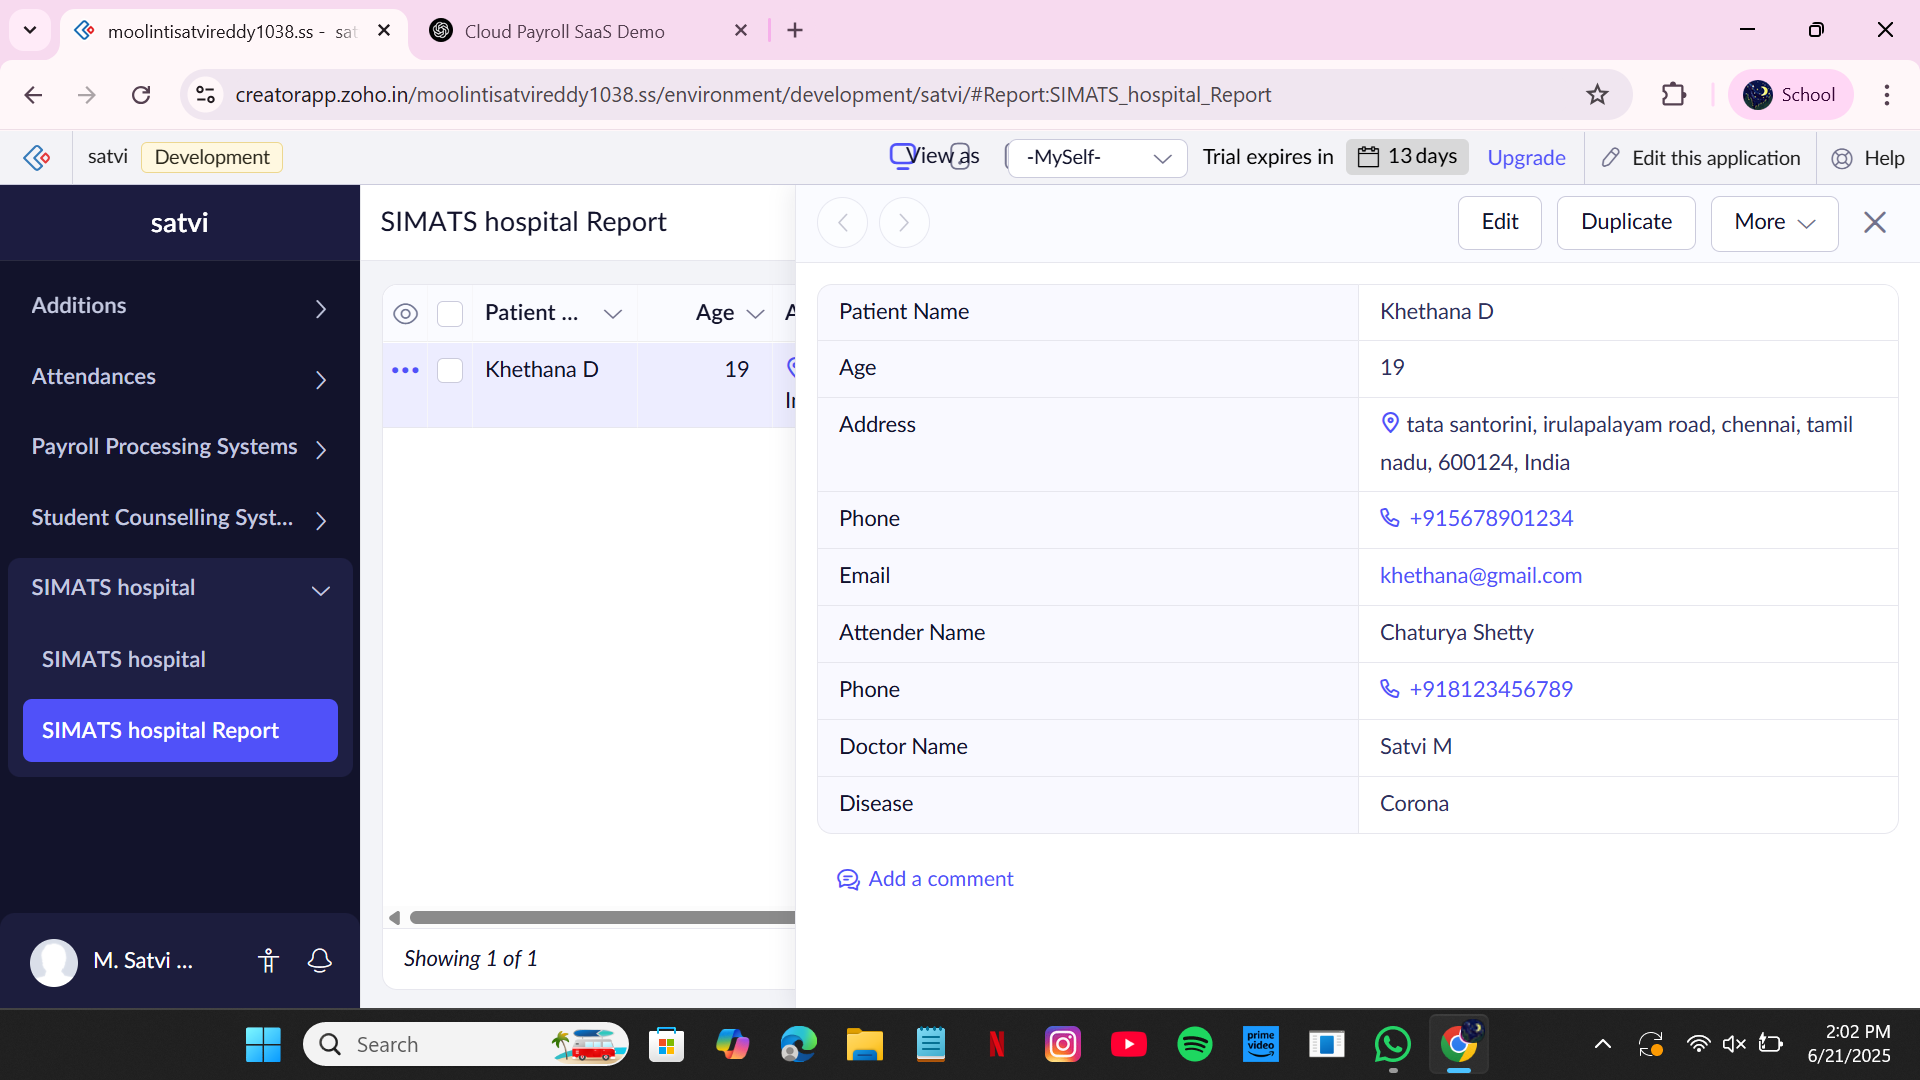 moolintisatvireddy1038.ss - sat
Cloud Payroll SaaS Demo
creatorapp.zoho.in/moolintisatvireddy1038.ss/environment/development/satvi/#Report:SIMATS_hospital_Report
School
satvi
Development
View as
-MySelf-
Trial expires in
13 days
Upgrade
Edit this application
Help
satvi
Additions
Attendances
Payroll Processing Systems
Student Counselling Syst...
SIMATS hospital
SIMATS hospital
SIMATS hospital Report
M. Satvi ...
SIMATS hospital Report
Patient ...
Age
Khethana D
19
Showing 1 of 1
Edit
Duplicate
More
Patient Name
Khethana D
Age
19
Address
tata santorini, irulapalayam road, chennai, tamil
nadu, 600124, India
Phone
+915678901234
Email
khethana@gmail.com
Attender Name
Chaturya Shetty
Phone
+918123456789
Doctor Name
Satvi M
Disease
Corona
Add a comment
Search
N
prime
video
2:02 PM
6/21/2025